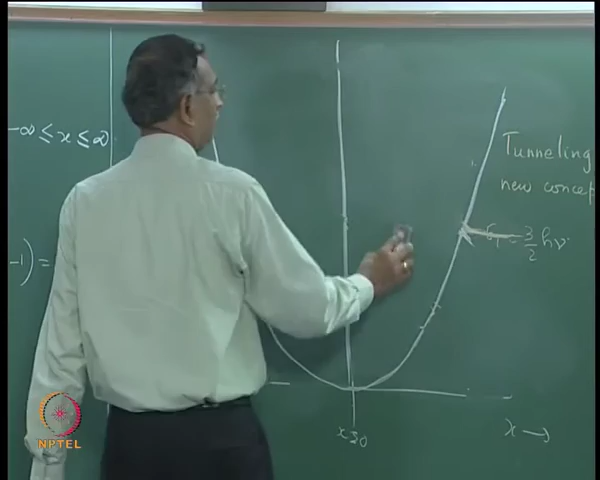 -∞ ≤ x ≤ ∞
-1) =
Tunneling
new concep
= 3/2 hν
x=0
x →
NPTEL